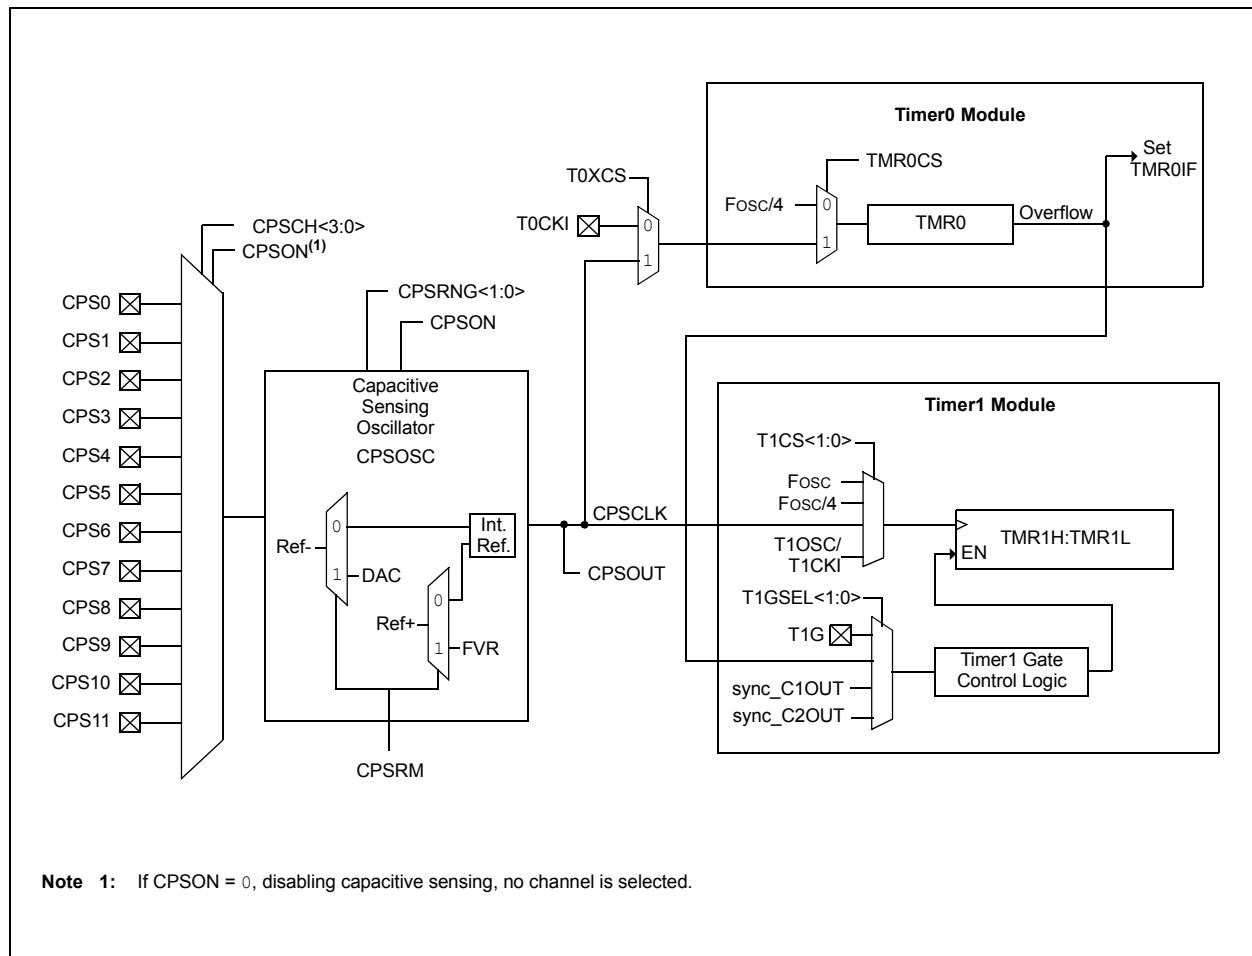 Timer0 Module
Set
TMR0IF
TMR0CS
T0XCS
FOSC/4
0
1
TMR0
Overflow
T0CKI
0
1
CPSCH<3:0>
CPSON(1)
CPSRNG<1:0>
CPSON
CPS0
CPS1
CPS2
CPS3
CPS4
CPS5
CPS6
CPS7
CPS8
CPS9
CPS10
CPS11
Capacitive
Sensing
Oscillator
CPSOSC
0
1
Ref-
DAC
Int.
Ref.
0
1
Ref+
FVR
CPSRM
CPSCLK
CPSOUT
Timer1 Module
T1CS<1:0>
FOSC
FOSC/4
T1OSC/
T1CKI
EN
TMR1H:TMR1L
T1GSEL<1:0>
T1G
sync_C1OUT
sync_C2OUT
Timer1 Gate
Control Logic
Note 1: If CPSON = 0, disabling capacitive sensing, no channel is selected.